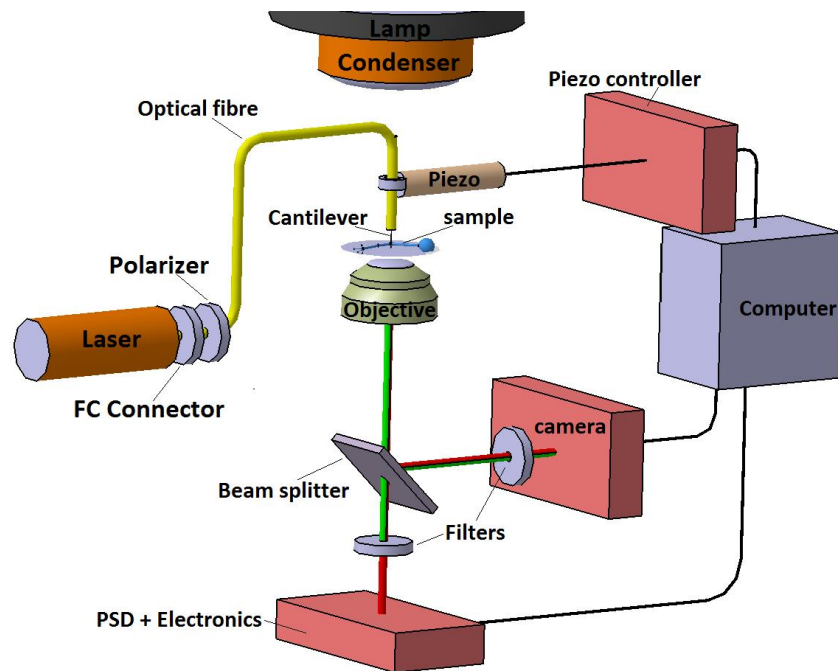 Lamp
Condenser
Piezo controller
Optical fibre
Piezo
Cantilever
sample
Polarizer
Objective
Computer
Laser
FC Connector
camera
Beam splitter
Filters
PSD + Electronics